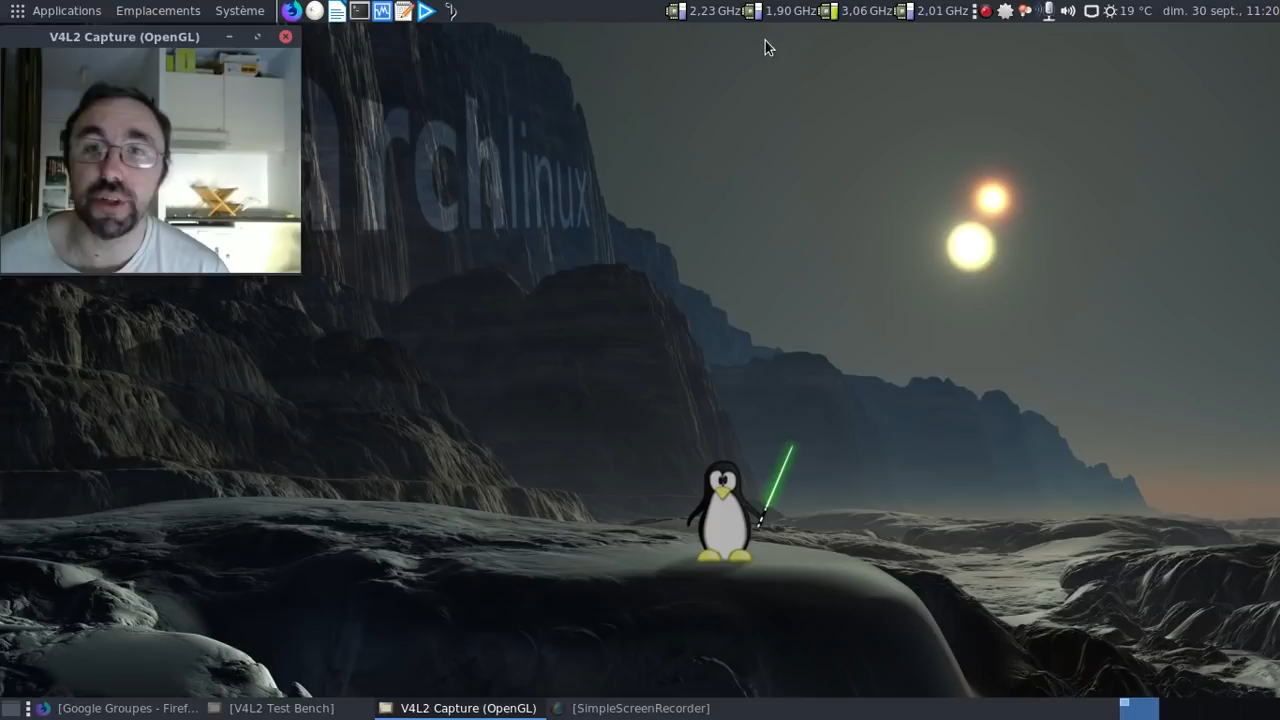 Applications Emplacements Système
2,23 GHz 1,90 GHz 3,06 GHz 2,01 GHz 19 °C dim. 30 sept., 11:20
V4L2 Capture (OpenGL)
archlinux
[Google Groupes - Firef...
[V4L2 Test Bench]
V4L2 Capture (OpenGL)
[SimpleScreenRecorder]